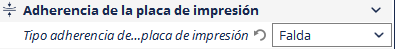 Adherencia de la placa de impresión
Tipo adherencia de...placa de impresión Falda